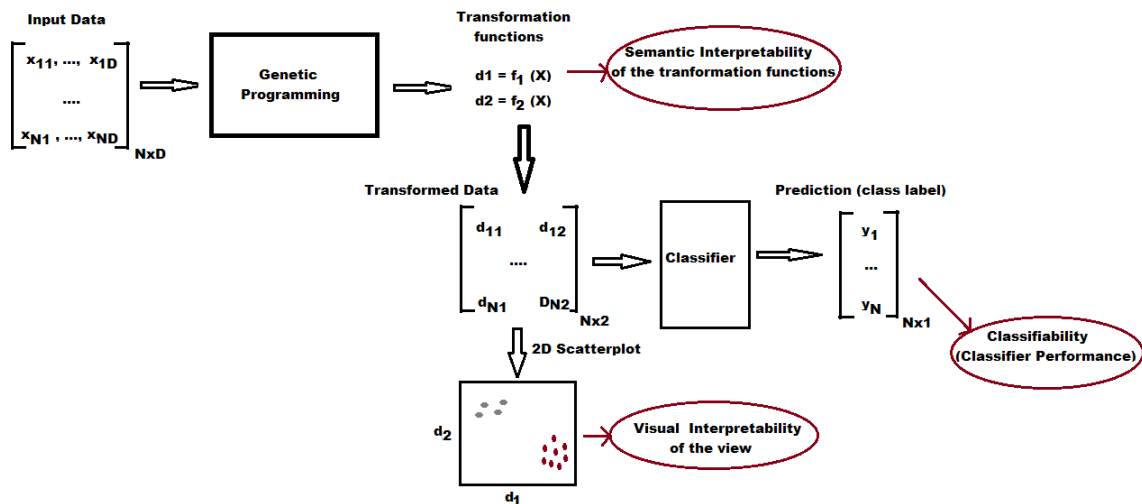 Input Data
x11, ..., x1D
....
xN1 , ..., xND
NxD
Genetic
Programming
Transformation
functions
d1 = f1 (X)
d2 = f2 (X)
Semantic Interpretability
of the tranformation functions
Transformed Data
d11 d12
....
dN1 DN2
Nx2
Classifier
Prediction (class label)
y1
...
yN
Nx1
Classifiability
(Classifier Performance)
2D Scatterplot
d2
d1
Visual Interpretability
of the view